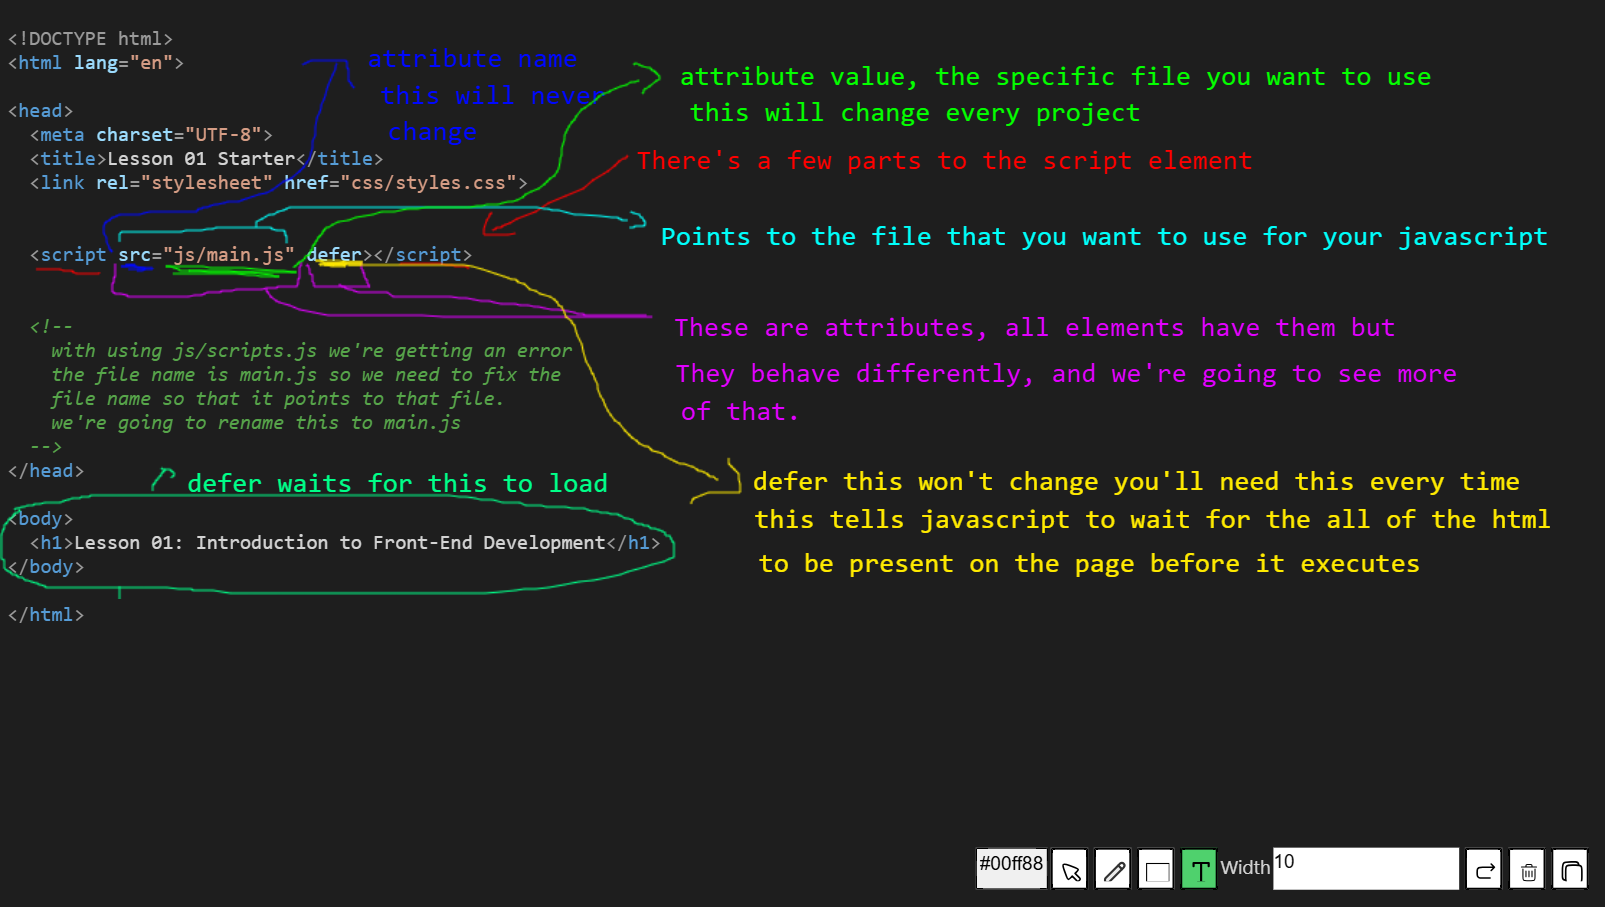 <!DOCTYPE html>
<html lang="en">
attribute name
this will never
change
attribute value, the specific file you want to use
this will change every project
<head>
<meta charset="UTF-8">
<title>Lesson 01 Starter</title>
<link rel="stylesheet" href="css/styles.css">
There's a few parts to the script element
Points to the file that you want to use for your javascript
<script src="js/main.js" defer></script>
These are attributes, all elements have them but
They behave differently, and we're going to see more
of that.
<!--
with using js/scripts.js we're getting an error
the file name is main.js so we need to fix the
file name so that it points to that file.
we're going to rename this to main.js
-->
</head>
defer waits for this to load
defer this won't change you'll need this every time
this tells javascript to wait for the all of the html
to be present on the page before it executes
<body>
<h1>Lesson 01: Introduction to Front-End Development</h1>
</body>
</html>
#00ff88
T
Width
10